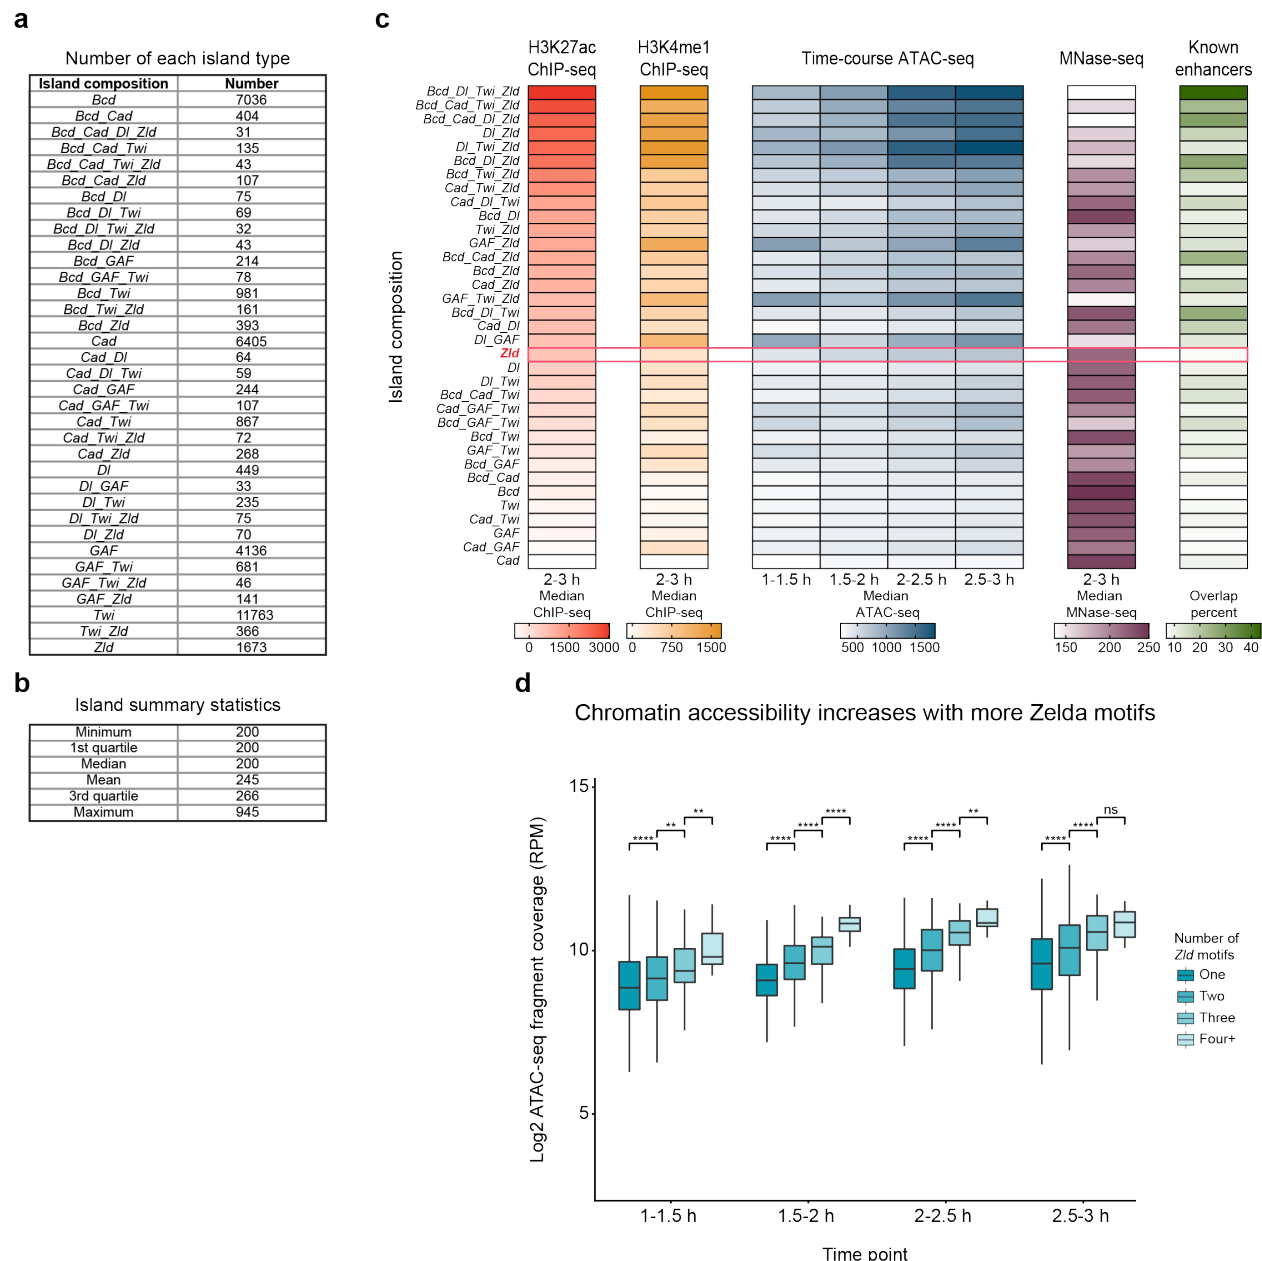 a
Number of each island type
Island composition Number
Bcd 7036
Bcd_Cad 404
Bcd_Cad_Dl_Zld 31
Bcd_Cad_Twi 135
Bcd_Cad_Twi_Zld 43
Bcd_Cad_Zld 107
Bcd_Dl 75
Bcd_Dl_Twi 69
Bcd_Dl_Twi_Zld 32
Bcd_Dl_Zld 43
Bcd_GAF 214
Bcd_GAF_Twi 78
Bcd_Twi 981
Bcd_Twi_Zld 161
Bcd_Zld 393
Cad 6405
Cad_Dl 64
Cad_Dl_Twi 59
Cad_GAF 244
Cad_GAF_Twi 107
Cad_Twi 867
Cad_Twi_Zld 72
Cad_Zld 268
Dl 449
Dl_GAF 33
Dl_Twi 235
Dl_Twi_Zld 75
Dl_Zld 70
GAF 4136
GAF_Twi 681
GAF_Twi_Zld 46
GAF_Zld 141
Twi 11763
Twi_Zld 366
Zld 1673
b
Island summary statistics
Minimum 200
1st quartile 200
Median 200
Mean 245
3rd quartile 266
Maximum 945
c
H3K27ac
ChIP-seq
H3K4me1
ChIP-seq
Time-course ATAC-seq
MNase-seq
Known
enhancers
Island composition
Bcd_Dl_Twi_Zld
Bcd_Cad_Twi_Zld
Bcd_Cad_Dl_Zld
Dl_Zld
Dl_Twi_Zld
Bcd_Dl_Zld
Bcd_Twi_Zld
Cad_Twi_Zld
Cad_Dl_Twi
Bcd_Dl
Twi_Zld
GAF_Zld
Bcd_Cad_Zld
Bcd_Zld
Cad_Zld
GAF_Twi_Zld
Bcd_Dl_Twi
Cad_Dl
Dl_GAF
Zld
Dl
Dl_Twi
Bcd_Cad_Twi
Cad_GAF_Twi
Bcd_GAF_Twi
Bcd_Twi
GAF_Twi
Bcd_GAF
Bcd_Cad
Bcd
Twi
Cad_Twi
GAF
Cad_GAF
Cad
2-3 h
Median
ChIP-seq
0 1500 3000
2-3 h
Median
ChIP-seq
0 750 1500
1-1.5 h 1.5-2 h 2-2.5 h 2.5-3 h
Median
ATAC-seq
500 1000 1500
2-3 h
Median
MNase-seq
150 200 250
Overlap
percent
10 20 30 40
d
Chromatin accessibility increases with more Zelda motifs
Log2 ATAC-seq fragment coverage (RPM)
15
10
5
**** ** **
**** **** ****
**** **** **
**** **** ns
1-1.5 h 1.5-2 h 2-2.5 h 2.5-3 h
Time point
Number of
Zld motifs
One
Two
Three
Four+